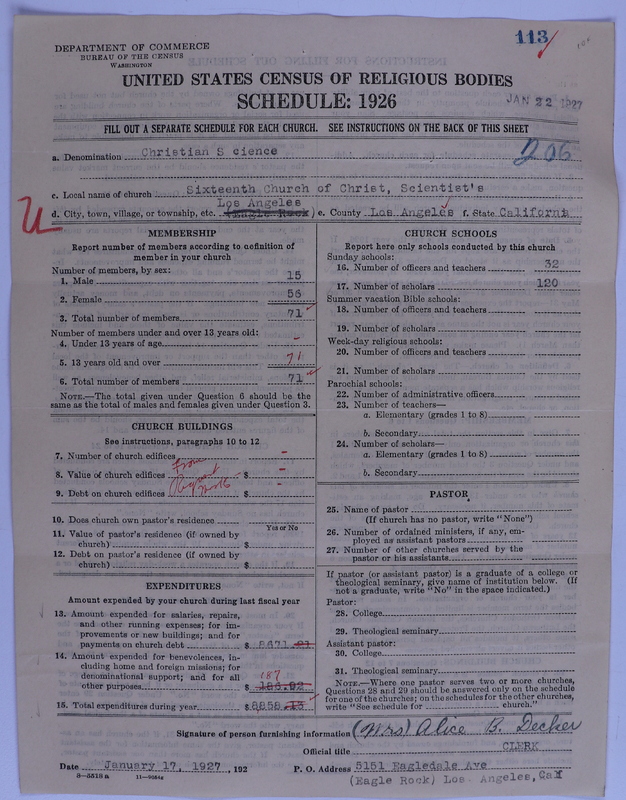 113
DEPARTMENT OF COMMERCE
BUREAU OF THE CENSUS
WASHINGTON
UNITED STATES CENSUS OF RELIGIOUS BODIES
SCHEDULE: 1926
JAN 22 1927
FILL OUT A SEPARATE SCHEDULE FOR EACH CHURCH. SEE INSTRUCTIONS ON THE BACK OF THIS SHEET
a. Denomination Christian S cience
206
c. Local name of church Sixteenth Church of Christ, Scientist's
Los Angeles
d. City, town, village, or township, etc. (Eagle Rock) e. County Los Angeles f. State California
U
MEMBERSHIP
Report number of members according to definition of
member in your church
Number of members, by sex:
1. Male 15
2. Female 56
3. Total number of members 71
Number of members under and over 13 years old:
4. Under 13 years of age -
5. 13 years old and over 71
6. Total number of members 71
NOTE.—The total given under Question 6 should be
same as the total of males and females given under Question 3.
CHURCH BUILDINGS
See instructions, paragraphs 10 to 12
7. Number of church edifices -
8. Value of church edifices $ -
9. Debt on church edifices $ -
From
10. Does church own pastor's residence
Yes or No
11. Value of pastor's residence (if owned by
church) $
12. Debt on pastor's residence (if owned by
church) $
EXPENDITURES
Amount expended by your church during last fiscal year
13. Amount expended for salaries, repairs,
and other running expenses; for im-
provements or new buildings; and for
payments on church debt $ 8671.21
14. Amount expended for benevolences, in-
cluding home and foreign missions; for
denominational support; and for all
187
other purposes 186.92
15. Total expenditures during year $ 8858.13
CHURCH SCHOOLS
Report here only schools conducted by this church
Sunday schools:
16. Number of officers and teachers 32
17. Number of scholars 120
Summer vacation Bible schools:
18. Number of officers and teachers
19. Number of scholars
Week-day religious schools:
20. Number of officers and teachers
21. Number of scholars
Parochial schools:
22. Number of administrative officers
23. Number of teachers—
a. Elementary (grades 1 to 8)
b. Secondary
24. Number of scholars—
a. Elementary (grades 1 to 8)
b. Secondary
PASTOR
25. Name of pastor
(If church has no pastor, write "None")
26. Number of ordained ministers, if any, em-
ployed as assistant pastors
27. Number of other churches served by the
pastor or his assistants
If pastor (or assistant pastor) is a graduate of a college or
theological seminary, give name of institution below. (If
not a graduate, write "No" in the space indicated.)
Pastor:
28. College
29. Theological seminary
Assistant pastor:
30. College
31. Theological seminary
NOTE.—Where one pastor serves two or more churches,
Questions 28 and 29 should be answered only on the schedule
for one of the churches; on the schedules for the other churches,
write "See schedule for church."
Signature of person furnishing information (Mrs) Alice B. Decker
Official title CLERK
Date January 17, 1927, 192
P. O. Address 5151 Eagledale Ave
8—5518a 11—9084a
(Eagle Rock) Los Angeles, Cal